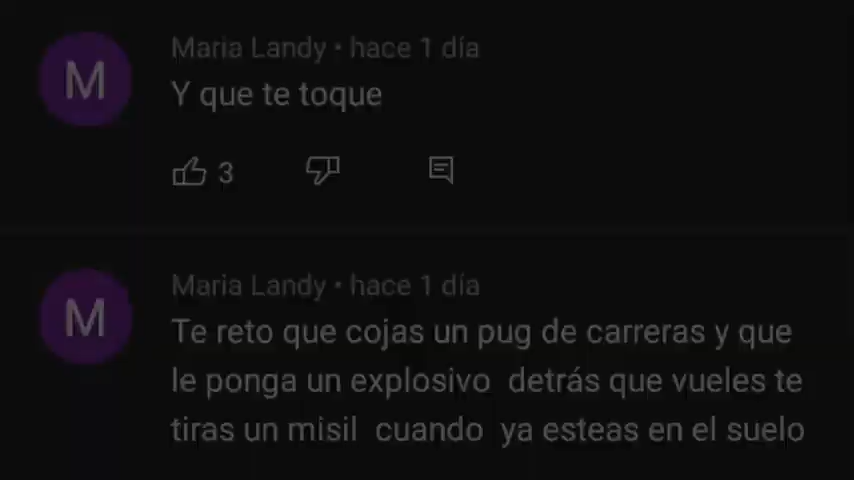 Maria Landy • hace 1 día
M
Y que te toque
3
Maria Landy • hace 1 día
M
Te reto que cojas un pug de carreras y que
le ponga un explosivo detrás que vueles te
tiras un misil cuando ya esteas en el suelo